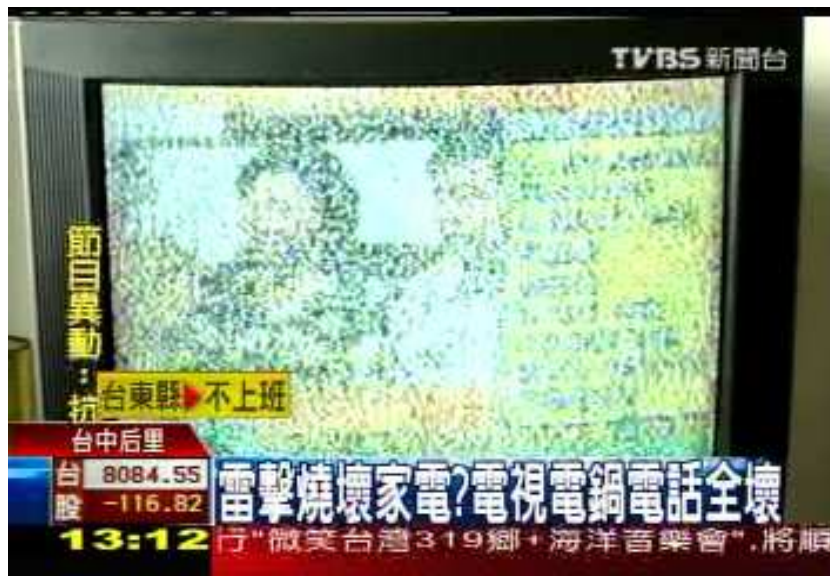 TVBS新聞台
節目異動：抗
台東縣▶不上班
台中后里
台股
8084.55
-116.82
雷擊燒壞家電?電視電鍋電話全壞
13:12
行"微笑台灣319鄉+海洋音樂會".將順